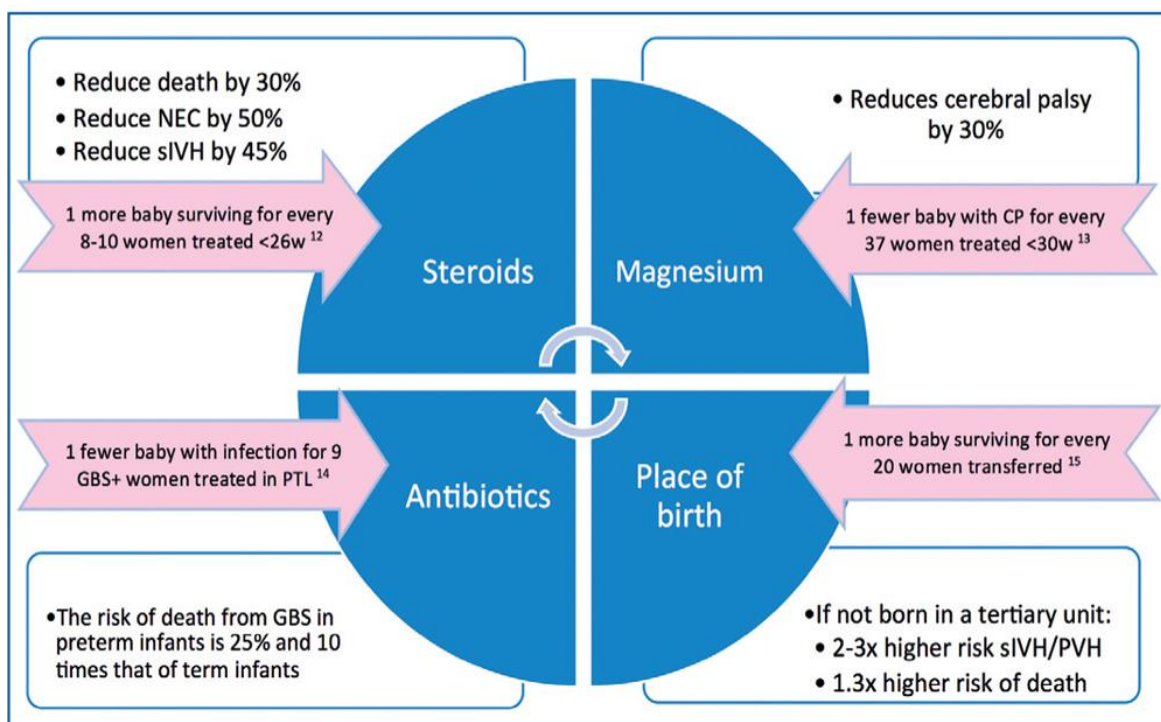 • Reduce death by 30%
• Reduce NEC by 50%
• Reduce sIVH by 45%
1 more baby surviving for every
8-10 women treated <26w 12
Steroids
• Reduces cerebral palsy
by 30%
1 fewer baby with CP for every
37 women treated <30w 13
Magnesium
1 fewer baby with infection for 9
GBS+ women treated in PTL 14
Antibiotics
•The risk of death from GBS in
preterm infants is 25% and 10
times that of term infants
1 more baby surviving for every
20 women transferred 15
Place of
birth
•If not born in a tertiary unit:
• 2-3x higher risk sIVH/PVH
• 1.3x higher risk of death